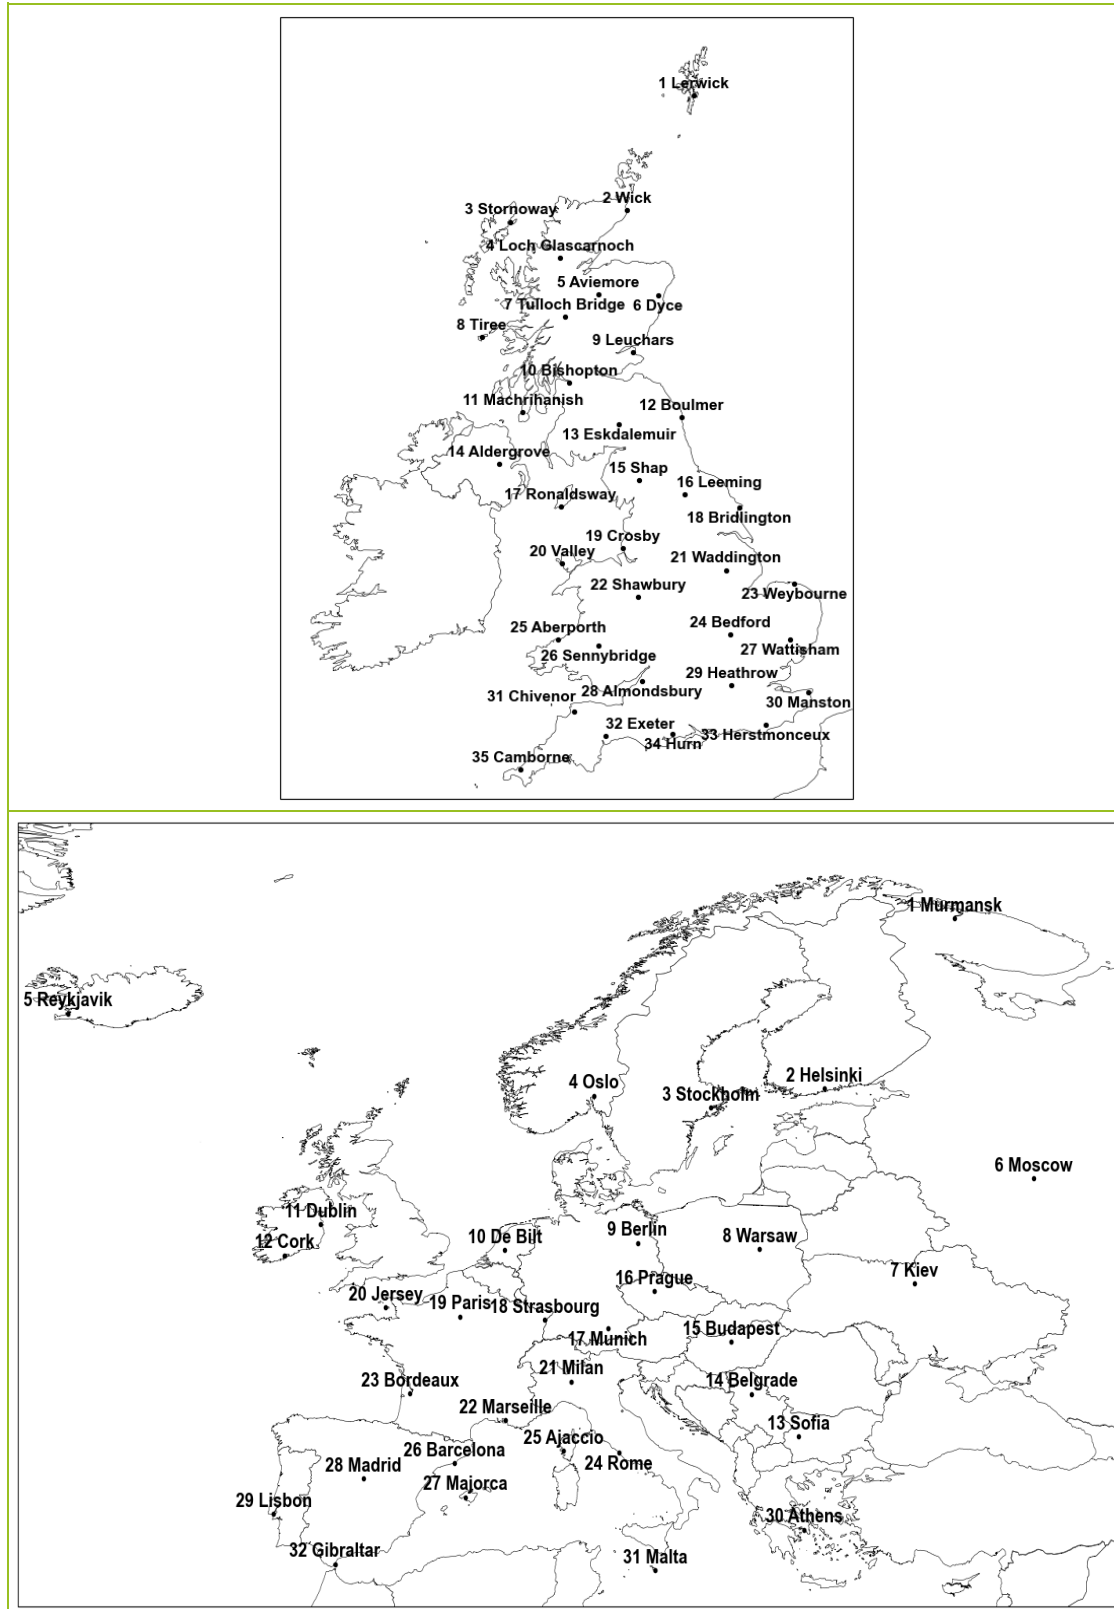 1 Lerwick
2 Wick
3 Stornoway
4 Loch Glascarnoch
5 Aviemore
7 Tulloch Bridge
6 Dyce
8 Tiree
9 Leuchars
10 Bishopton
11 Machrihanish
12 Boulmer
13 Eskdalemuir
14 Aldergrove
15 Shap
16 Leeming
17 Ronaldsway
18 Bridlington
19 Crosby
20 Valley
21 Waddington
22 Shawbury
23 Weybourne
24 Bedford
25 Aberporth
27 Wattisham
26 Sennybridge
29 Heathrow
28 Almondsbury
31 Chivenor
30 Manston
32 Exeter
33 Herstmonceux
34 Hurn
35 Camborne
1 Murmansk
5 Reykjavik
2 Helsinki
4 Oslo
3 Stockholm
6 Moscow
11 Dublin
9 Berlin
10 De Bilt
8 Warsaw
12 Cork
7 Kiev
16 Prague
20 Jersey
19 Paris
18 Strasbourg
15 Budapest
17 Munich
21 Milan
23 Bordeaux
14 Belgrade
22 Marseille
13 Sofia
25 Ajaccio
26 Barcelona
24 Rome
28 Madrid
27 Majorca
29 Lisbon
30 Athens
32 Gibraltar
31 Malta